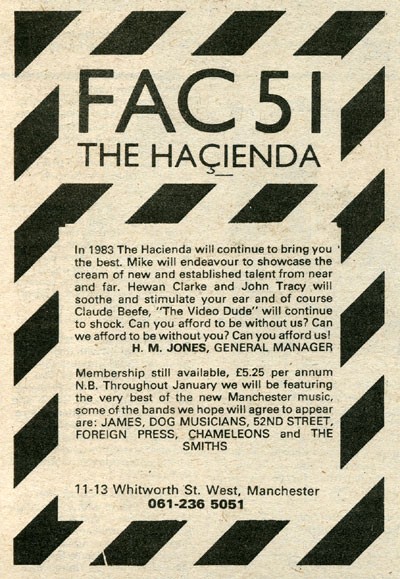 FAC 51
THE HAÇIENDA
In 1983 The Hacienda will continue to bring you
the best. Mike will endeavour to showcase the
cream of new and established talent from near
and far. Hewan Clarke and John Tracy will
soothe and stimulate your ear and of course
Claude Beefe, "The Video Dude" will continue
to shock. Can you afford to be without us? Can
we afford to be without you? Can you afford us!
H. M. JONES, GENERAL MANAGER
Membership still available, £5.25 per annum
N.B. Throughout January we will be featuring
the very best of the new Manchester music,
some of the bands we hope will agree to appear
are: JAMES, DOG MUSICIANS, 52ND STREET,
FOREIGN PRESS, CHAMELEONS and THE
SMITHS
11-13 Whitworth St. West, Manchester
061-236 5051